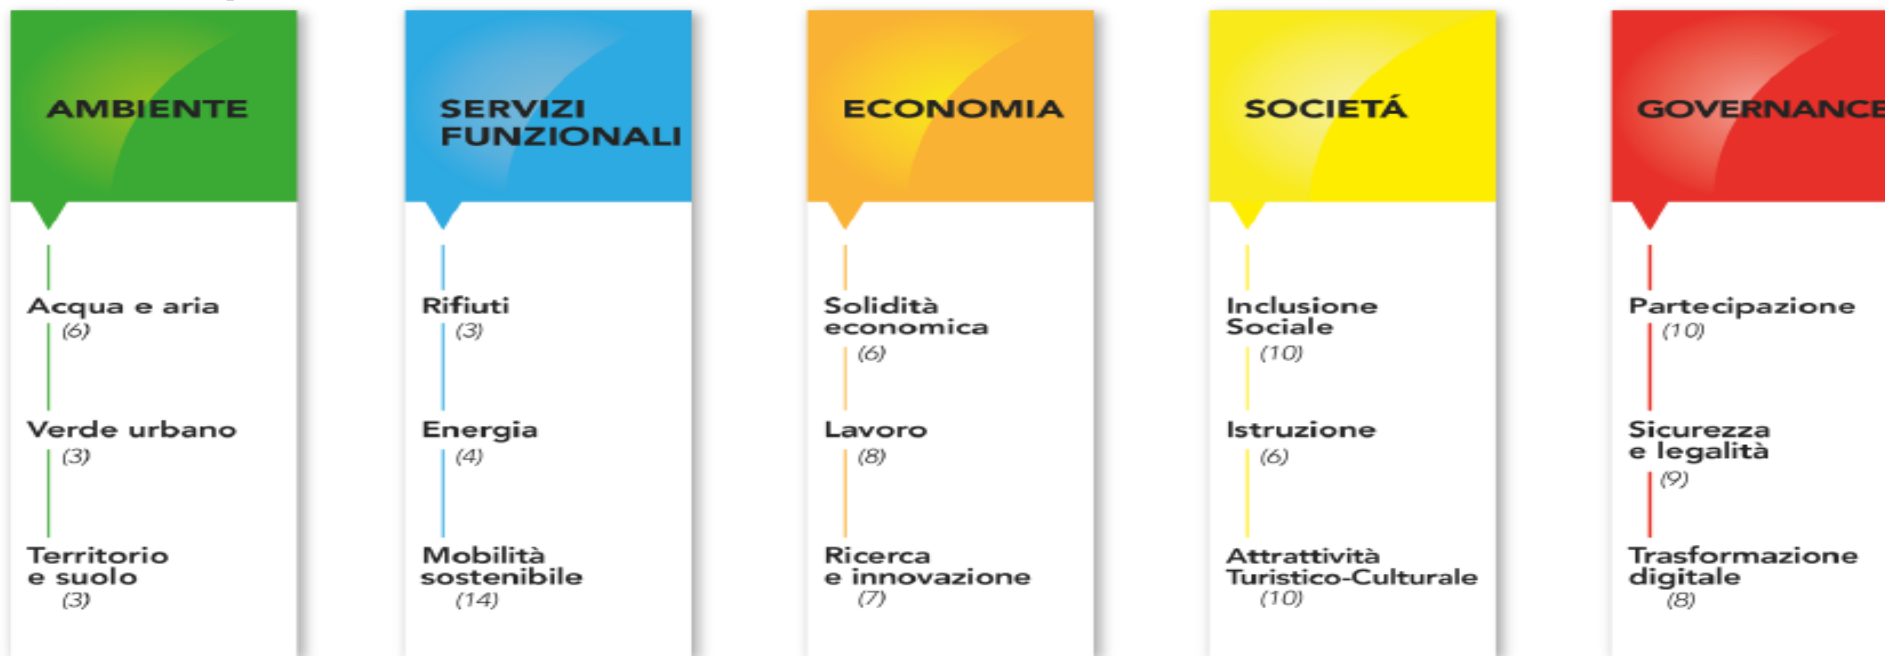 AMBIENTE
Acqua e aria
(6)
Verde urbano
(3)
Territorio
e suolo
(3)
SERVIZI
FUNZIONALI
Rifiuti
(3)
Energia
(4)
Mobilità
sostenibile
(14)
ECONOMIA
Solidità
economica
(6)
Lavoro
(8)
Ricerca
e innovazione
(7)
SOCIETÁ
Inclusione
Sociale
(10)
Istruzione
(6)
Attrattività
Turistico-Culturale
(10)
GOVERNANCE
Partecipazione
(10)
Sicurezza
e legalità
(9)
Trasformazione
digitale
(8)